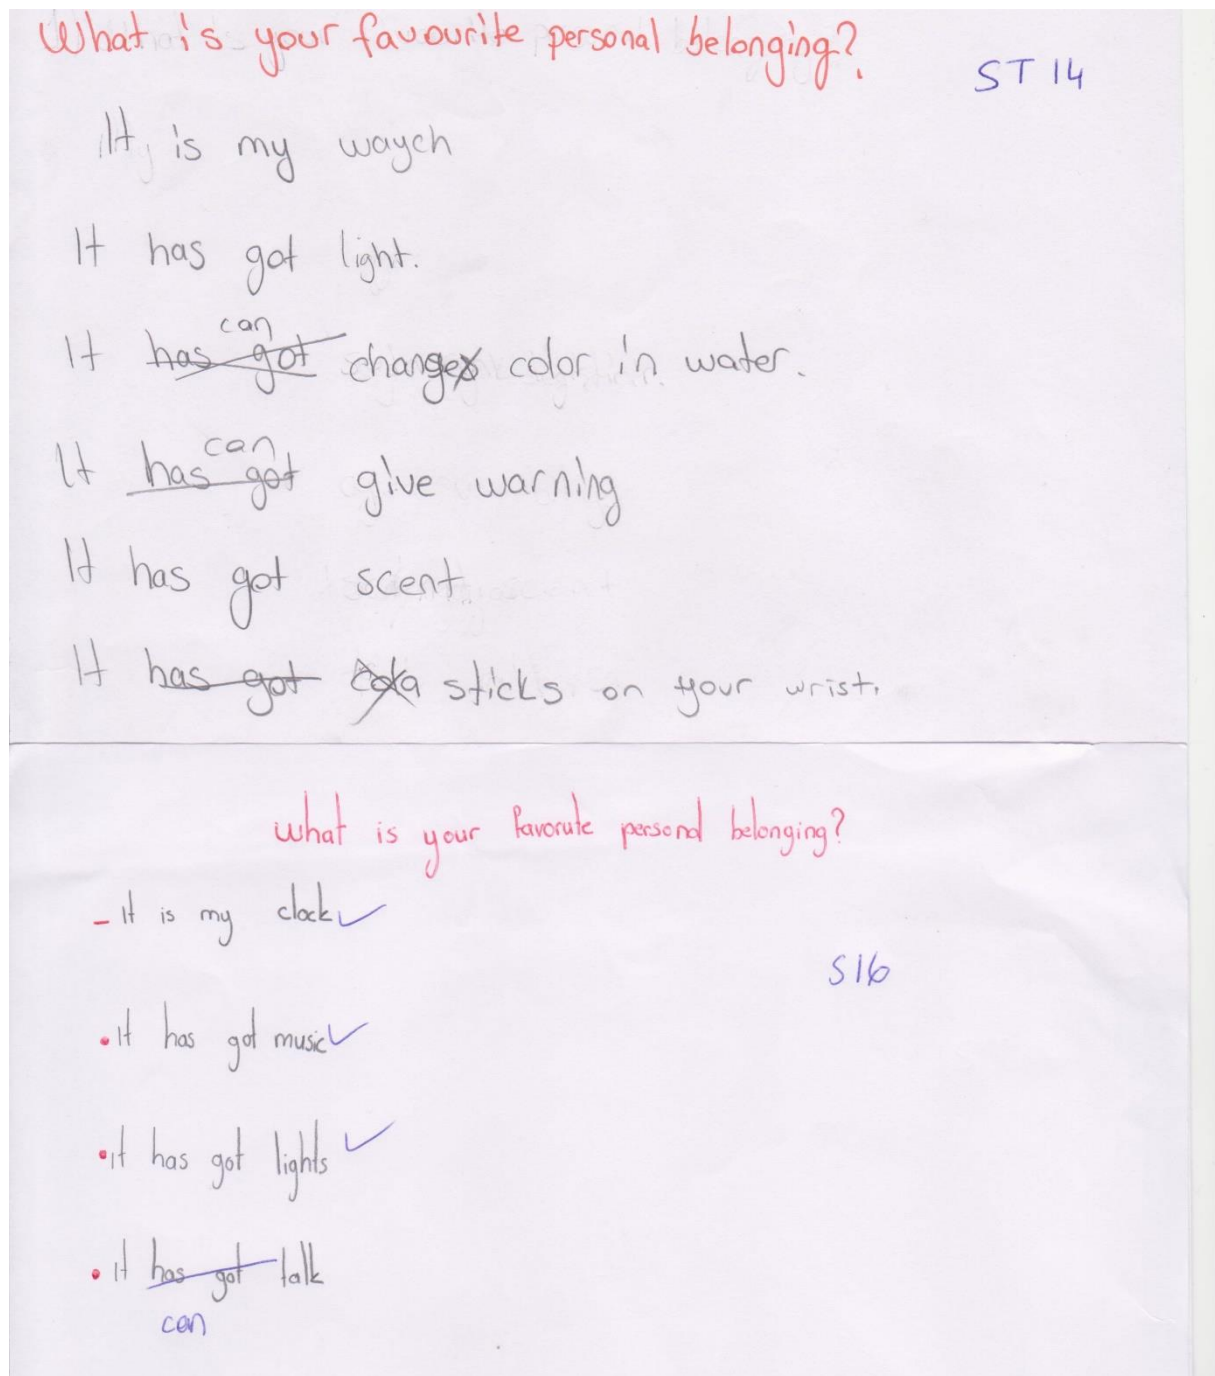 What is your favourite personal belonging?
ST 14
It is my waych
It has got light.
can
It has got change color in water.
can
It has got give warning
It has got scent.
It has got sticks on your wrist.
What is your favorute personal belonging?
- It is my clock
S16
• It has got music
• it has got lights
• it has got talk
can